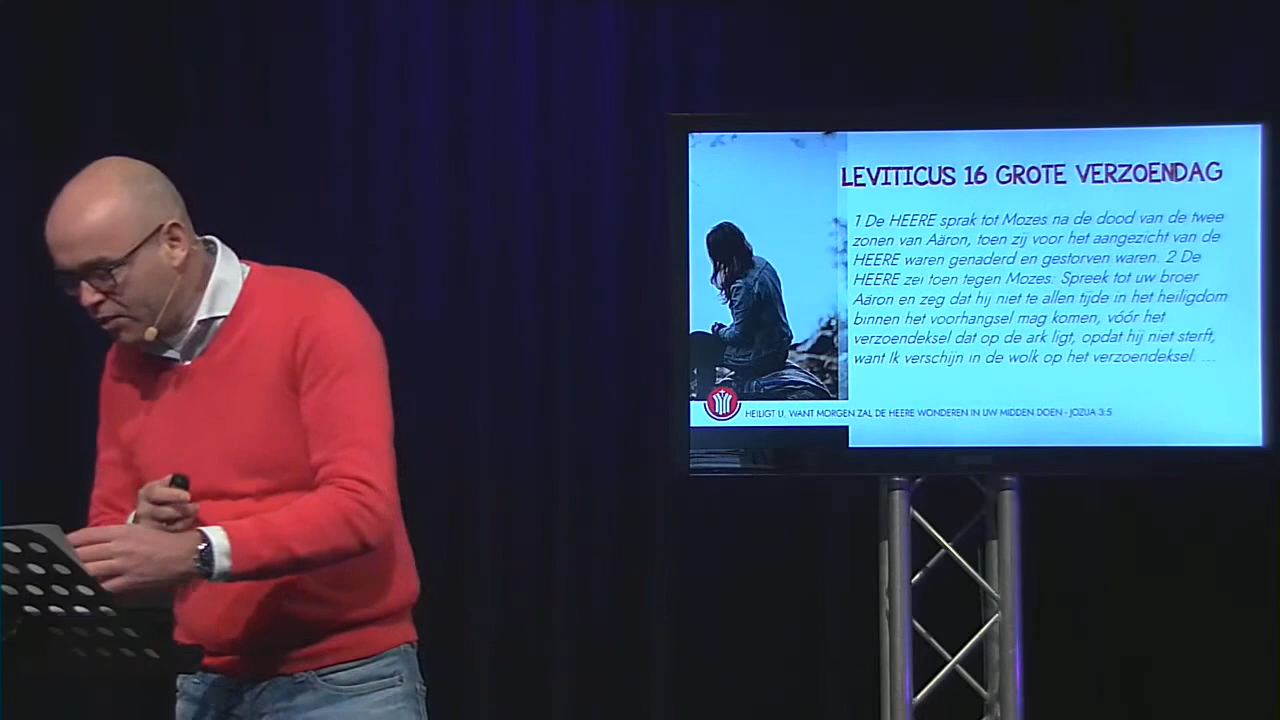 LEVITICUS 16 GROTE VERZOENDAG
1 De HEERE sprak tot Mozes na de dood van de twee
zonen van Aäron, toen zij voor het aangezicht van de
HEERE waren genaderd en gestorven waren. 2 De
HEERE zei toen tegen Mozes: Spreek tot uw broer
Aäron en zeg dat hij niet te allen tijde in het heiligdom
binnen het voorhangsel mag komen, vóór het
verzoendeksel dat op de ark ligt, opdat hij niet sterft,
want Ik verschijn in de wolk op het verzoendeksel. ....
HEILIGT U, WANT MORGEN ZAL DE HEERE WONDEREN IN UW MIDDEN DOEN - JOZUA 3:5